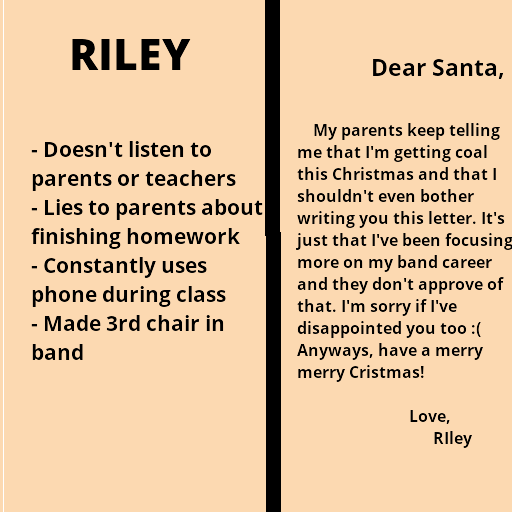 RILEY
- Doesn't listen to
parents or teachers
- Lies to parents about
finishing homework
- Constantly uses
phone during class
- Made 3rd chair in
band
Dear Santa,
My parents keep telling
me that I'm getting coal
this Christmas and that I
shouldn't even bother
writing you this letter. It's
just that I've been focusing
more on my band career
and they don't approve of
that. I'm sorry if I've
disappointed you too :(
Anyways, have a merry
merry Cristmas!
Love,
RIley